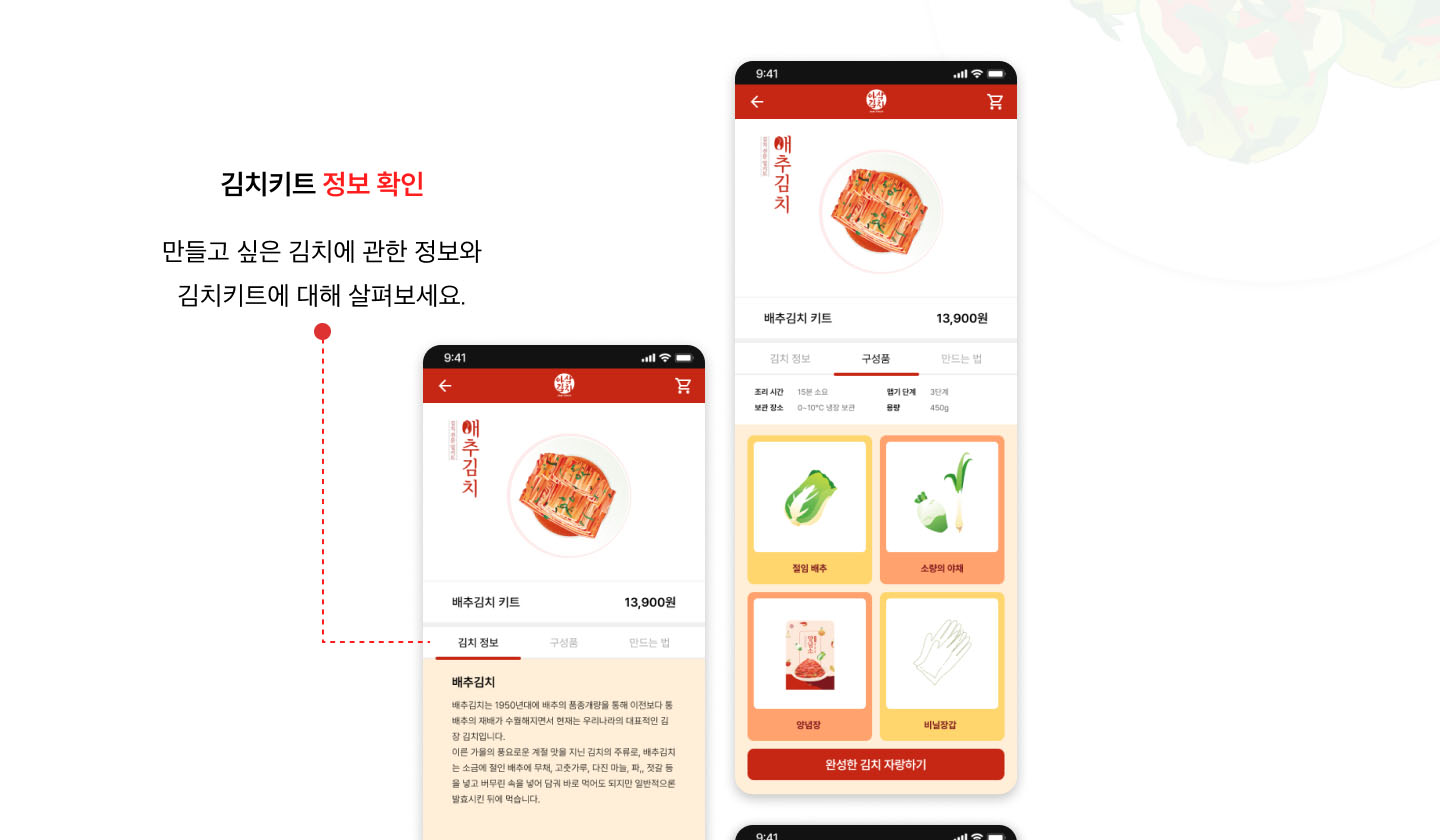 김치키트 정보 확인
만들고 싶은 김치에 관한 정보와
김치키트에 대해 살펴보세요.
9:41
아삭
김치
배추김치
배추김치 키트 13,900원
김치 정보 구성품 만드는 법
배추김치
배추김치는 1950년대에 배추의 품종개량을 통해 이전보다 통
배추의 재배가 수월해지면서 현재는 우리나라의 대표적인 김
장 김치입니다.
이른 가을의 풍요로운 계절 맛을 지닌 김치의 주류로, 배추김치
는 소금에 절인 배추에 무채, 고춧가루, 다진 마늘, 파,, 젓갈 등
을 넣고 버무린 속을 넣어 담궈 바로 먹어도 되지만 일반적으론
발효시킨 뒤에 먹습니다.
9:41
아삭
김치
배추김치
배추김치 키트 13,900원
김치 정보 구성품 만드는 법
조리 시간 15분 소요 맵기 단계 3단계
보관 장소 0~10°C 냉장 보관 용량 450g
절임 배추 소량의 야채
양념소
양념장 비닐장갑
완성한 김치 자랑하기
9:41